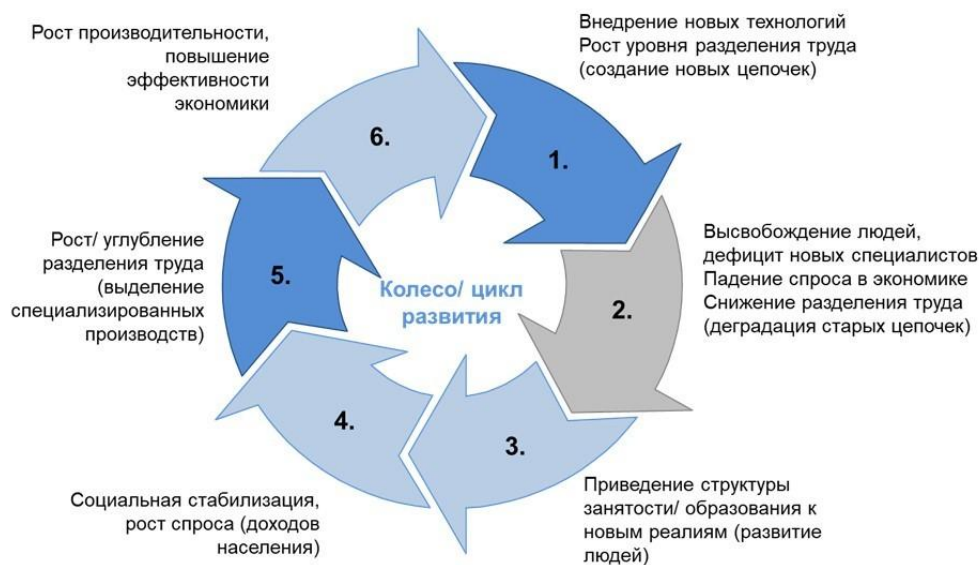 Внедрение новых технологий
Рост уровня разделения труда
(создание новых цепочек)
1.
Высвобождение людей,
дефицит новых специалистов
Падение спроса в экономике
Снижение разделения труда
(деградация старых цепочек)
2.
Приведение структуры
занятости/ образования к
новым реалиям (развитие
людей)
3.
Социальная стабилизация,
рост спроса (доходов
населения)
4.
Рост/ углубление
разделения труда
(выделение
специализированных
производств)
5.
Рост производительности,
повышение
эффективности
экономики
6.
Колесо/ цикл
развития